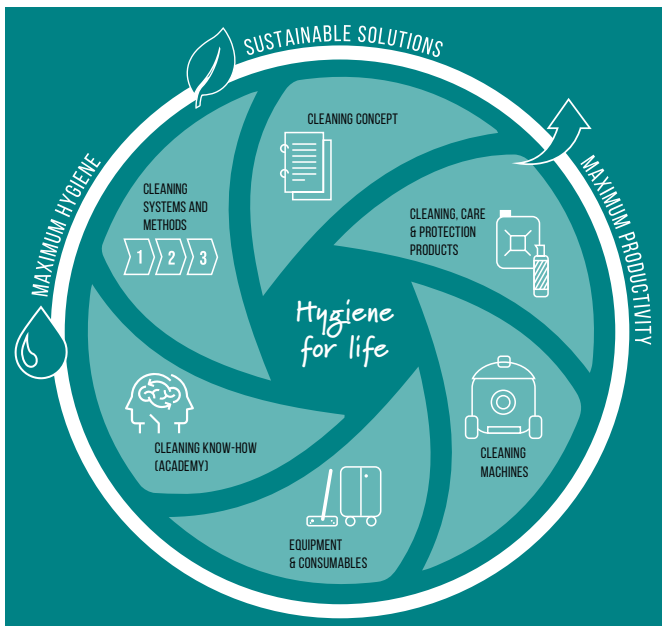 SUSTAINABLE SOLUTIONS
MAXIMUM HYGIENE
MAXIMUM PRODUCTIVITY
CLEANING CONCEPT
CLEANING
SYSTEMS AND
METHODS
1 2 3
CLEANING, CARE
& PROTECTION
PRODUCTS
Hygiene
for life
CLEANING KNOW-HOW
(ACADEMY)
CLEANING
MACHINES
EQUIPMENT
& CONSUMABLES